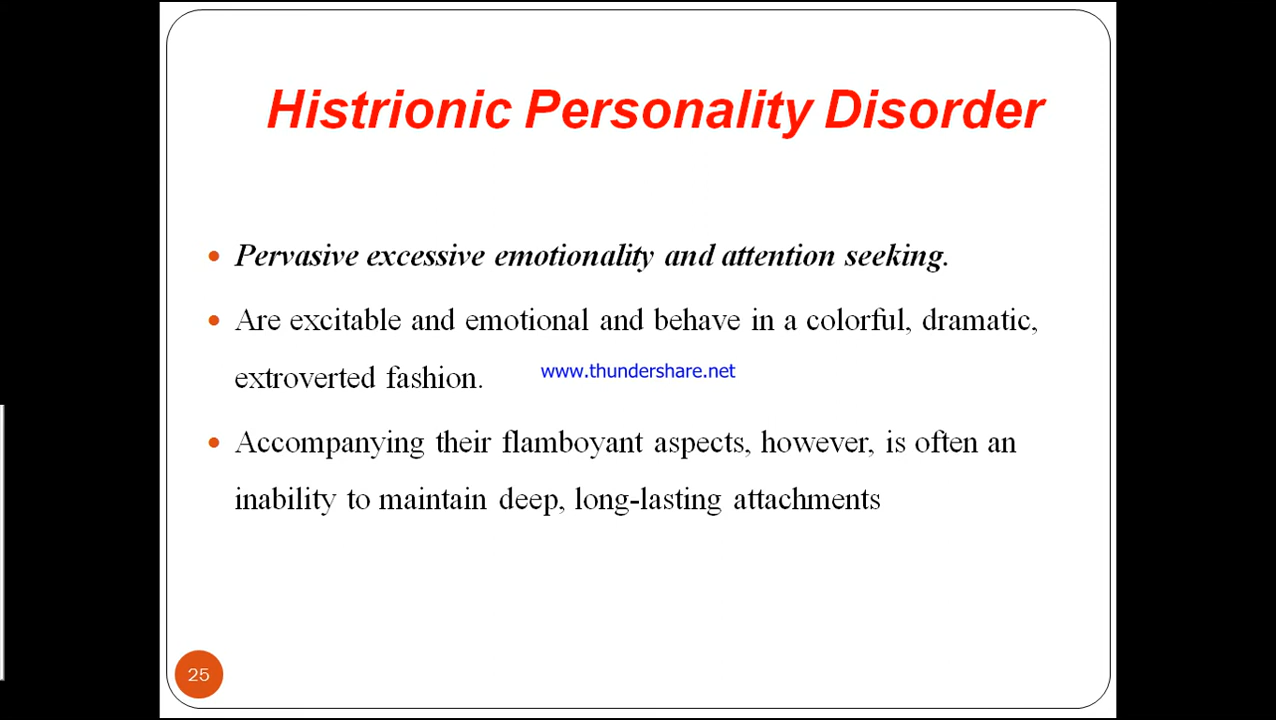 Histrionic Personality Disorder
• Pervasive excessive emotionality and attention seeking.
• Are excitable and emotional and behave in a colorful, dramatic,
extroverted fashion.
www.thundershare.net
• Accompanying their flamboyant aspects, however, is often an
inability to maintain deep, long-lasting attachments
25